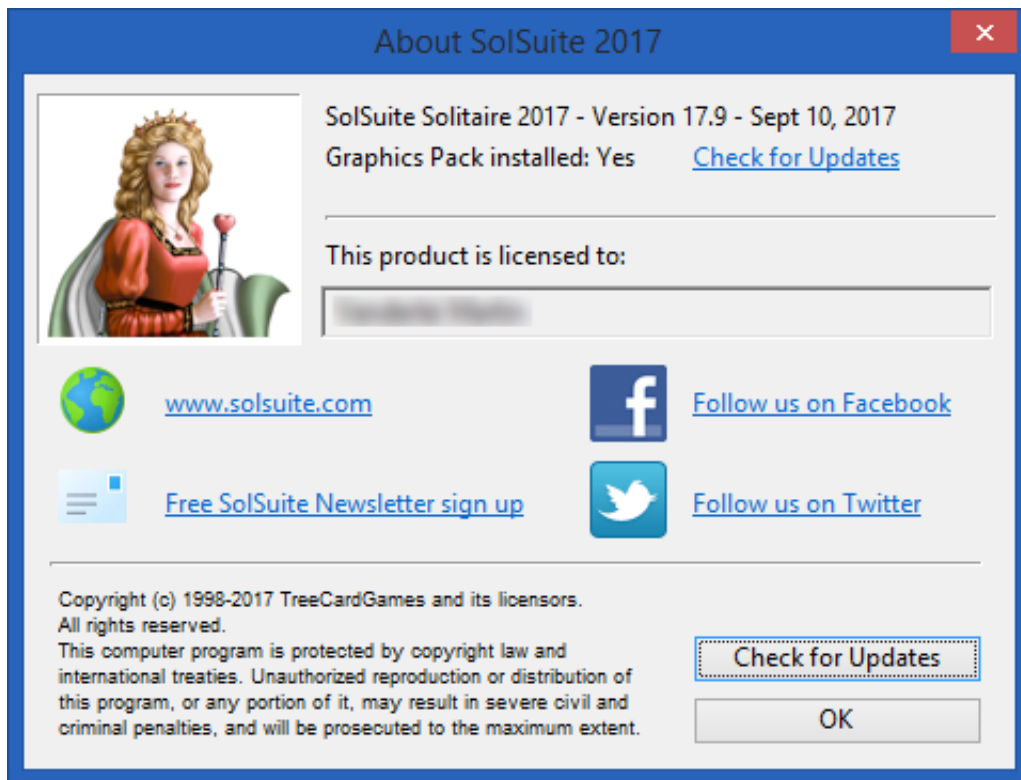 About SolSuite 2017
SolSuite Solitaire 2017 - Version 17.9 - Sept 10, 2017
Graphics Pack installed: Yes Check for Updates
This product is licensed to:
www.solsuite.com
Follow us on Facebook
Free SolSuite Newsletter sign up
Follow us on Twitter
Copyright (c) 1998-2017 TreeCardGames and its licensors.
All rights reserved.
This computer program is protected by copyright law and
international treaties. Unauthorized reproduction or distribution of
this program, or any portion of it, may result in severe civil and
criminal penalties, and will be prosecuted to the maximum extent.
Check for Updates
OK